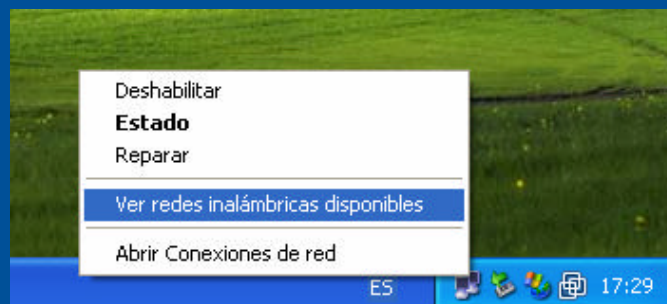 Deshabilitar
Estado
Reparar
Ver redes inalámbricas disponibles
Abrir Conexiones de red
ES
17:29